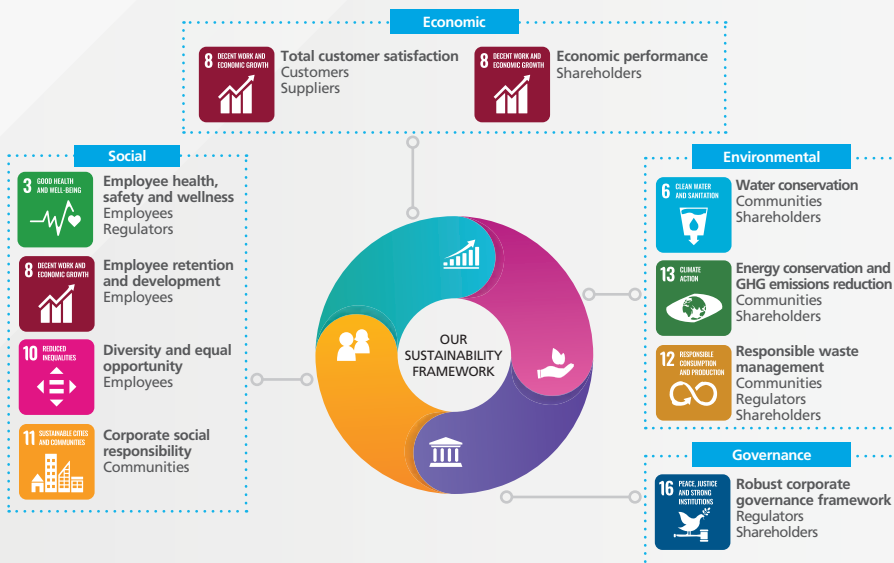 Economic
8 DECENT WORK AND
ECONOMIC GROWTH
Total customer satisfaction
Customers
Suppliers
8 DECENT WORK AND
ECONOMIC GROWTH
Economic performance
Shareholders
Social
3 GOOD HEALTH
AND WELL-BEING
Employee health,
safety and wellness
Employees
Regulators
8 DECENT WORK AND
ECONOMIC GROWTH
Employee retention
and development
Employees
10 REDUCED
INEQUALITIES
Diversity and equal
opportunity
Employees
11 SUSTAINABLE CITIES
AND COMMUNITIES
Corporate social
responsibility
Communities
OUR
SUSTAINABILITY
FRAMEWORK
Environmental
6 CLEAN WATER
AND SANITATION
Water conservation
Communities
Shareholders
13 CLIMATE
ACTION
Energy conservation and
GHG emissions reduction
Communities
Shareholders
12 RESPONSIBLE
CONSUMPTION
AND PRODUCTION
Responsible waste
management
Communities
Regulators
Shareholders
Governance
16 PEACE, JUSTICE
AND STRONG
INSTITUTIONS
Robust corporate
governance framework
Regulators
Shareholders